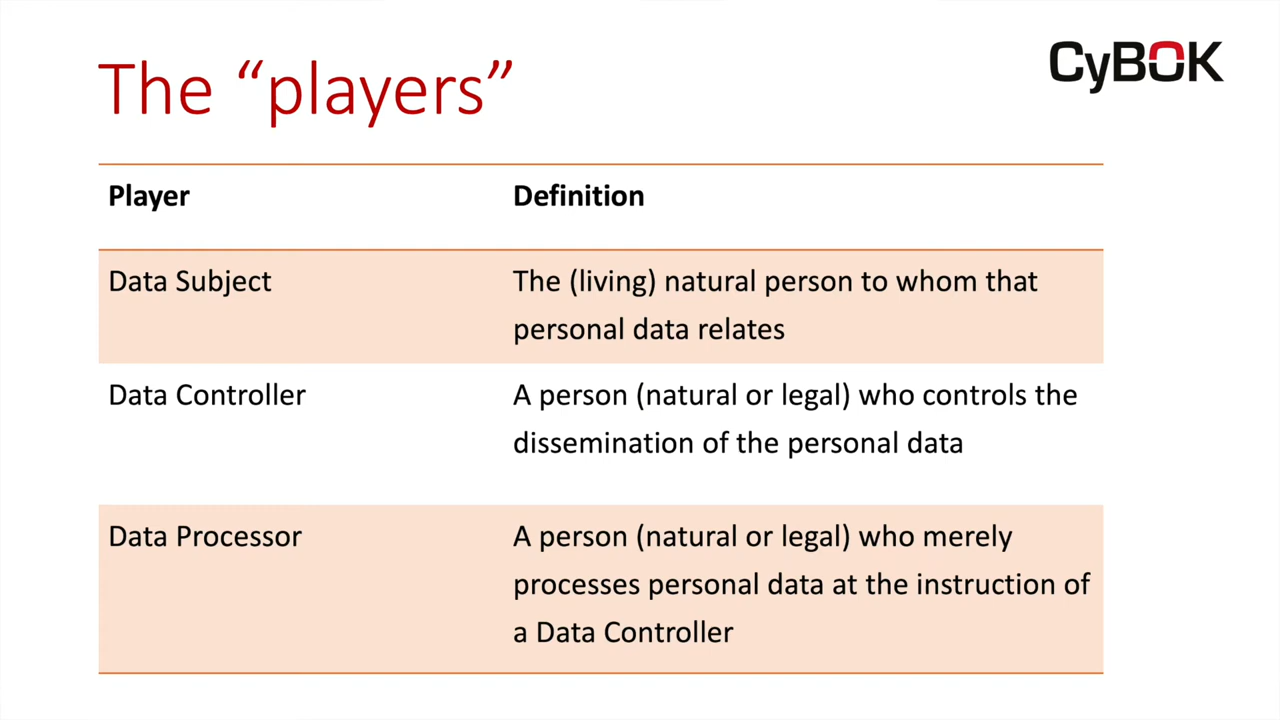 The “players”
CyBOK
Player Definition
Data Subject The (living) natural person to whom that
personal data relates
Data Controller A person (natural or legal) who controls the
dissemination of the personal data
Data Processor A person (natural or legal) who merely
processes personal data at the instruction of
a Data Controller